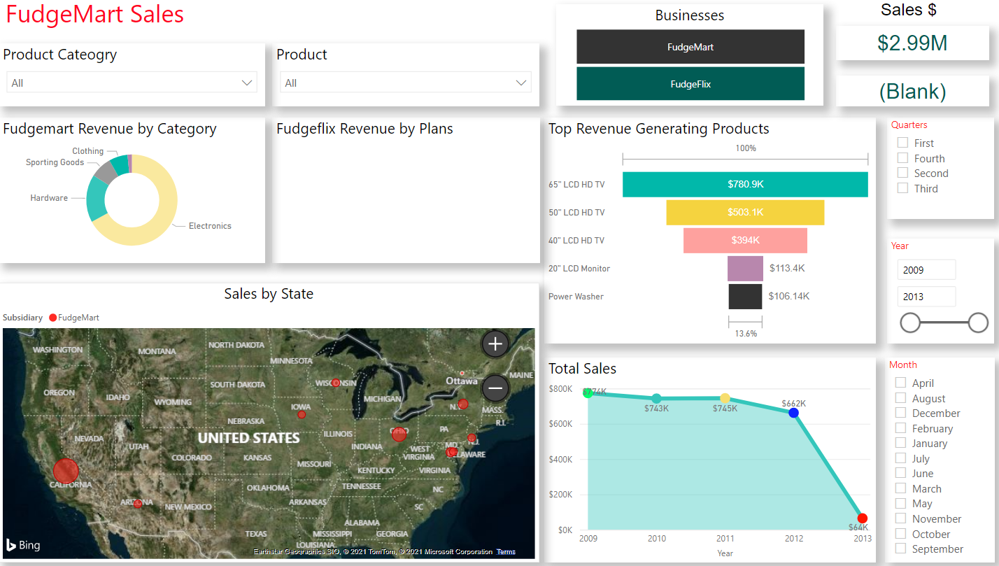 FudgeMart Sales
Product Cateogry
All
Product
All
Businesses
FudgeMart
FudgeFlix
Sales $
$2.99M
(Blank)
Fudgemart Revenue by Category
Clothing
Sporting Goods
Hardware
Electronics
Fudgeflix Revenue by Plans
Top Revenue Generating Products
100%
65" LCD HD TV
$780.9K
50" LCD HD TV
$503.1K
40" LCD HD TV
$394K
20" LCD Monitor
$113.4K
Power Washer
$106.14K
13.6%
Quarters
First
Fourth
Second
Third
Year
2009
2013
Sales by State
Subsidiary FudgeMart
WASHINGTON
MONTANA
NORTH DAKOTA
MINNESOTA
Ottawa
MAINE
OREGON
IDAHO
WYOMING
SOUTH DAKOTA
WISCONSIN
MICHIGAN
N.Y.
MASS.
R.I.
IOWA
NEBRASKA
NEVADA
UTAH
COLORADO
UNITED STATES
KANSAS
ILLINOIS
INDIANA
OHIO
PA
N.J.
MD.
DELAWARE
WEST
VIRGINIA
VIRGINIA
MISSOURI
KENTUCKY
CALIFORNIA
ARIZONA
NEW MEXICO
OKLAHOMA
ARKANSAS
TENNESSEE
NC
SC
ALABAMA
TEXAS
MISSISSIPPI
GEORGIA
LOUISIANA
Bing
Earthstar Geographics SIO, © 2021 TomTom, © 2021 Microsoft Corporation Terms
Total Sales
$800K
$600K
$400K
$200K
$0K
$774K
$743K
$745K
$662K
$64K
2009
2010
2011
2012
2013
Year
Month
April
August
December
February
January
July
June
March
May
November
October
September